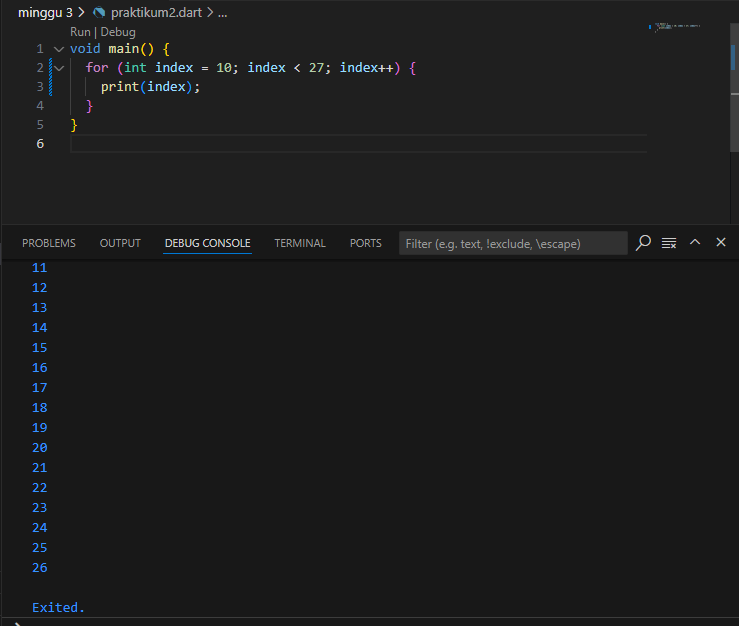 minggu 3 > praktikum2.dart > ...
Run | Debug
1 void main() {
2 for (int index = 10; index < 27; index++) {
3 print(index);
4 }
5 }
6
PROBLEMS OUTPUT DEBUG CONSOLE TERMINAL PORTS Filter (e.g. text, !exclude, \escape)
11
12
13
14
15
16
17
18
19
20
21
22
23
24
25
26
Exited.